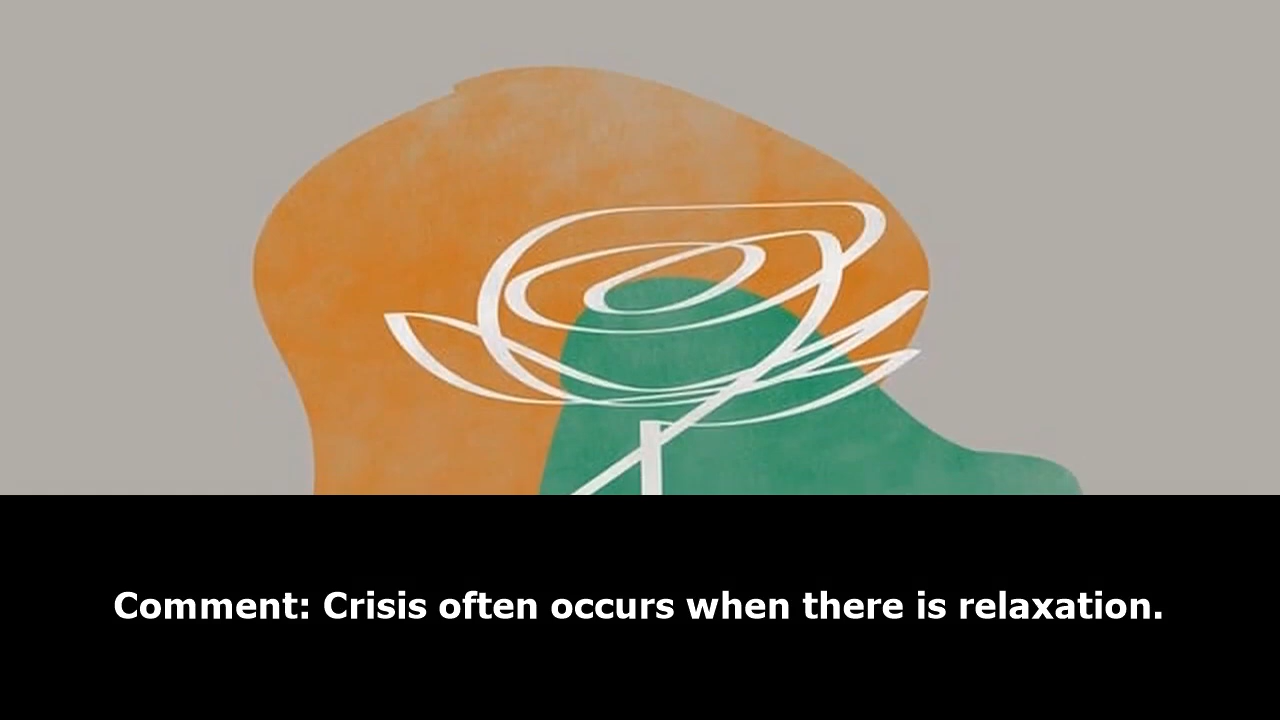 Comment: Crisis often occurs when there is relaxation.